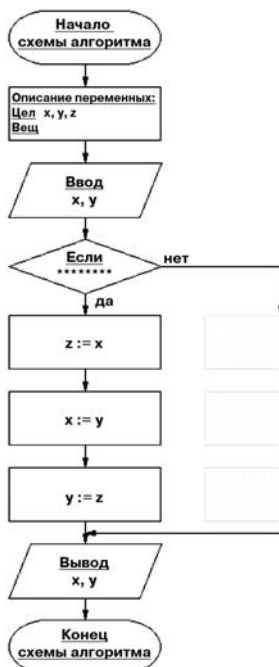 Начало
схемы алгоритма
Описание переменных:
Цел x, y, z
Вещ
Ввод
x, y
Если
********
нет
да
z := x
x := y
y := z
Вывод
x, y
Конец
схемы алгоритма